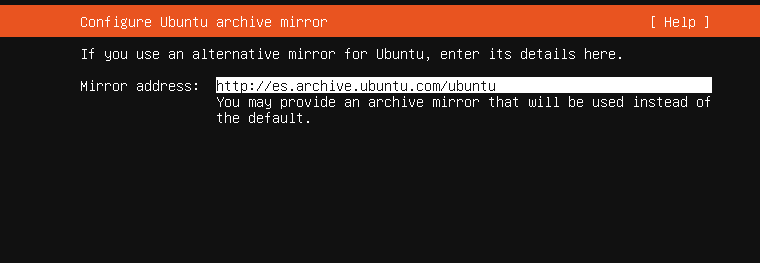 Configure Ubuntu archive mirror [ Help ]
If you use an alternative mirror for Ubuntu, enter its details here.
Mirror address: http://es.archive.ubuntu.com/ubuntu
You may provide an archive mirror that will be used instead of
the default.